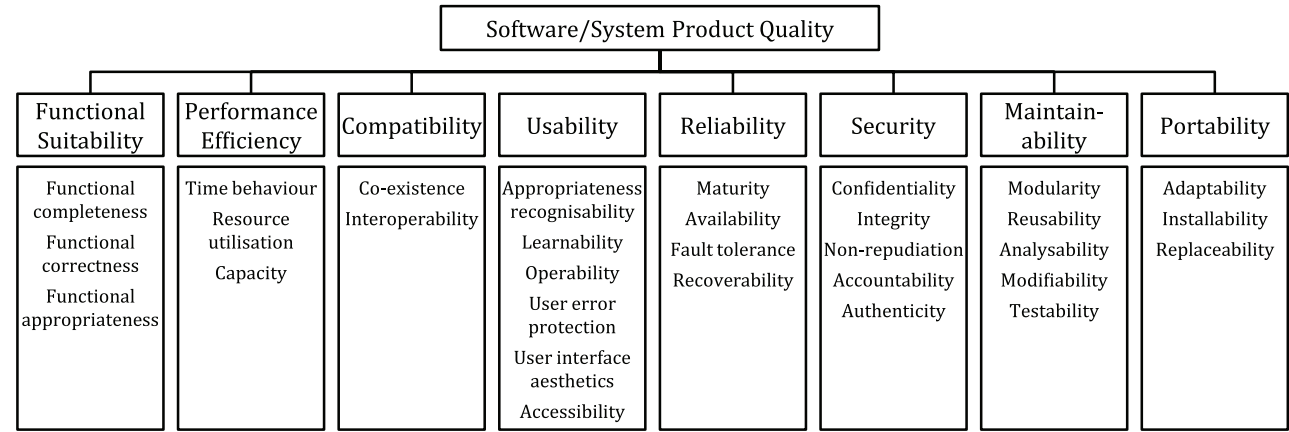 Software/System Product Quality
Functional
Suitability
Performance
Efficiency
Compatibility
Usability
Reliability
Security
Maintain-
ability
Portability
Functional
completeness
Functional
correctness
Functional
appropriateness
Time behaviour
Resource
utilisation
Capacity
Co-existence
Interoperability
Appropriateness
recognisability
Learnability
Operability
User error
protection
User interface
aesthetics
Accessibility
Maturity
Availability
Fault tolerance
Recoverability
Confidentiality
Integrity
Non-repudiation
Accountability
Authenticity
Modularity
Reusability
Analysability
Modifiability
Testability
Adaptability
Installability
Replaceability